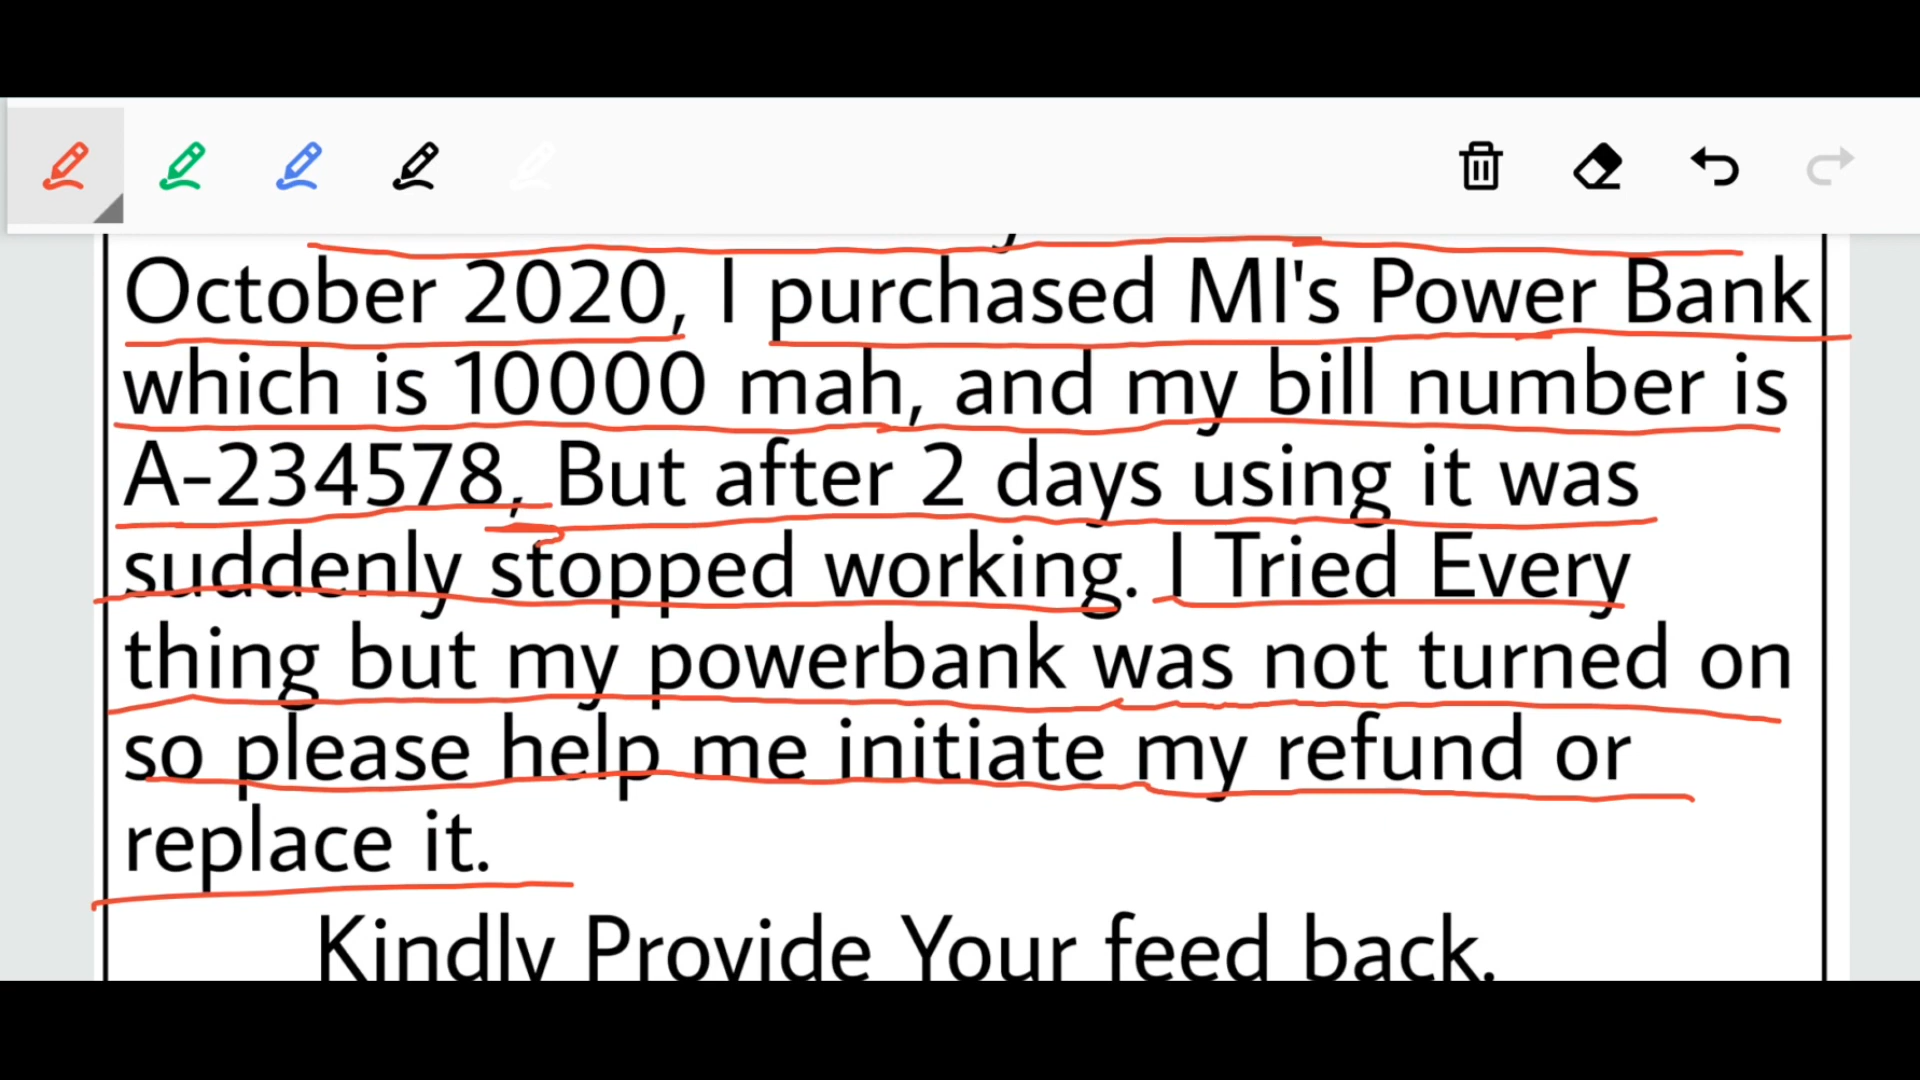 October 2020, I purchased MI's Power Bank
which is 10000 mah, and my bill number is
A-234578, But after 2 days using it was
suddenly stopped working. I Tried Every
thing but my powerbank was not turned on
so please help me initiate my refund or
replace it.
Kindly Provide Your feed back.